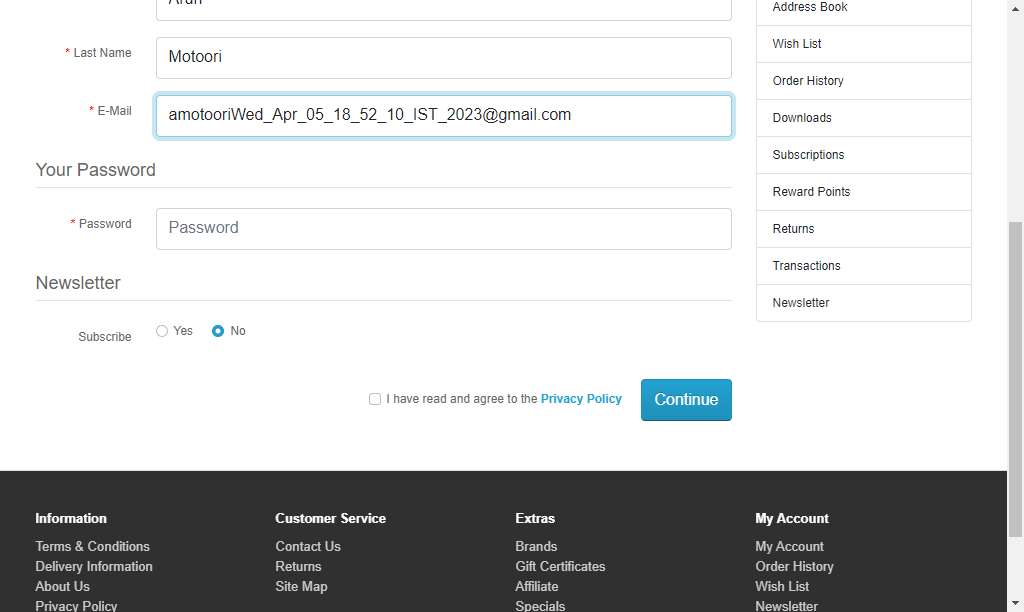 Arun
* Last Name
Motoori
* E-Mail
amotooriWed_Apr_05_18_52_10_IST_2023@gmail.com
Your Password
* Password
Password
Newsletter
Subscribe
Yes
No
I have read and agree to the Privacy Policy
Continue
Address Book
Wish List
Order History
Downloads
Subscriptions
Reward Points
Returns
Transactions
Newsletter
Information
Terms & Conditions
Delivery Information
About Us
Privacy Policy
Customer Service
Contact Us
Returns
Site Map
Extras
Brands
Gift Certificates
Affiliate
Specials
My Account
My Account
Order History
Wish List
Newsletter